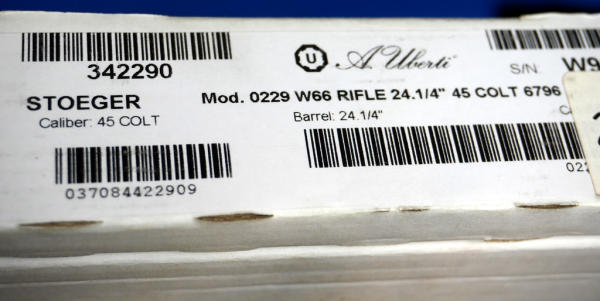 342290
U A. Uberti
S/N: W9
STOEGER
Mod. 0229 W66 RIFLE 24.1/4" 45 COLT 6796
Caliber: 45 COLT
Barrel: 24.1/4"
037084422909